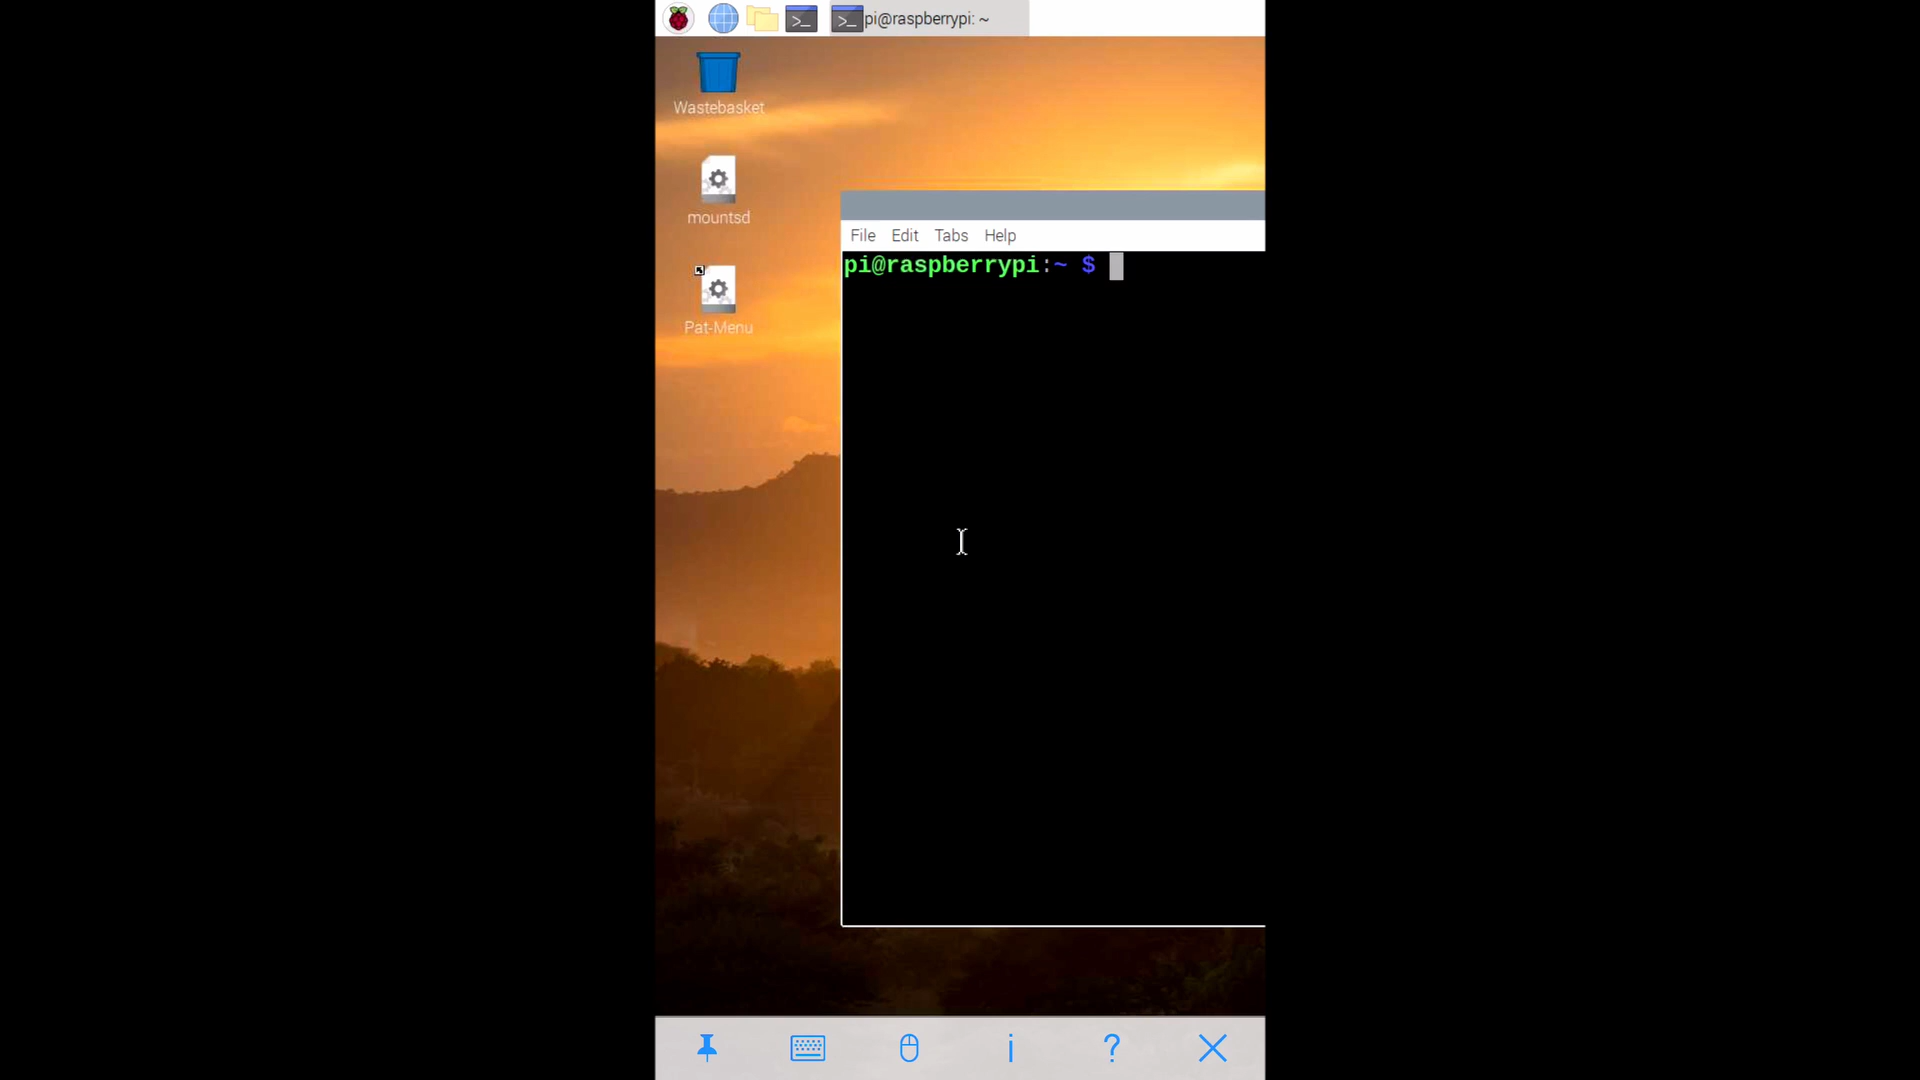 pi@raspberrypi: ~
Wastebasket
mountsd
Pat-Menu
File Edit Tabs Help
pi@raspberrypi:~ $